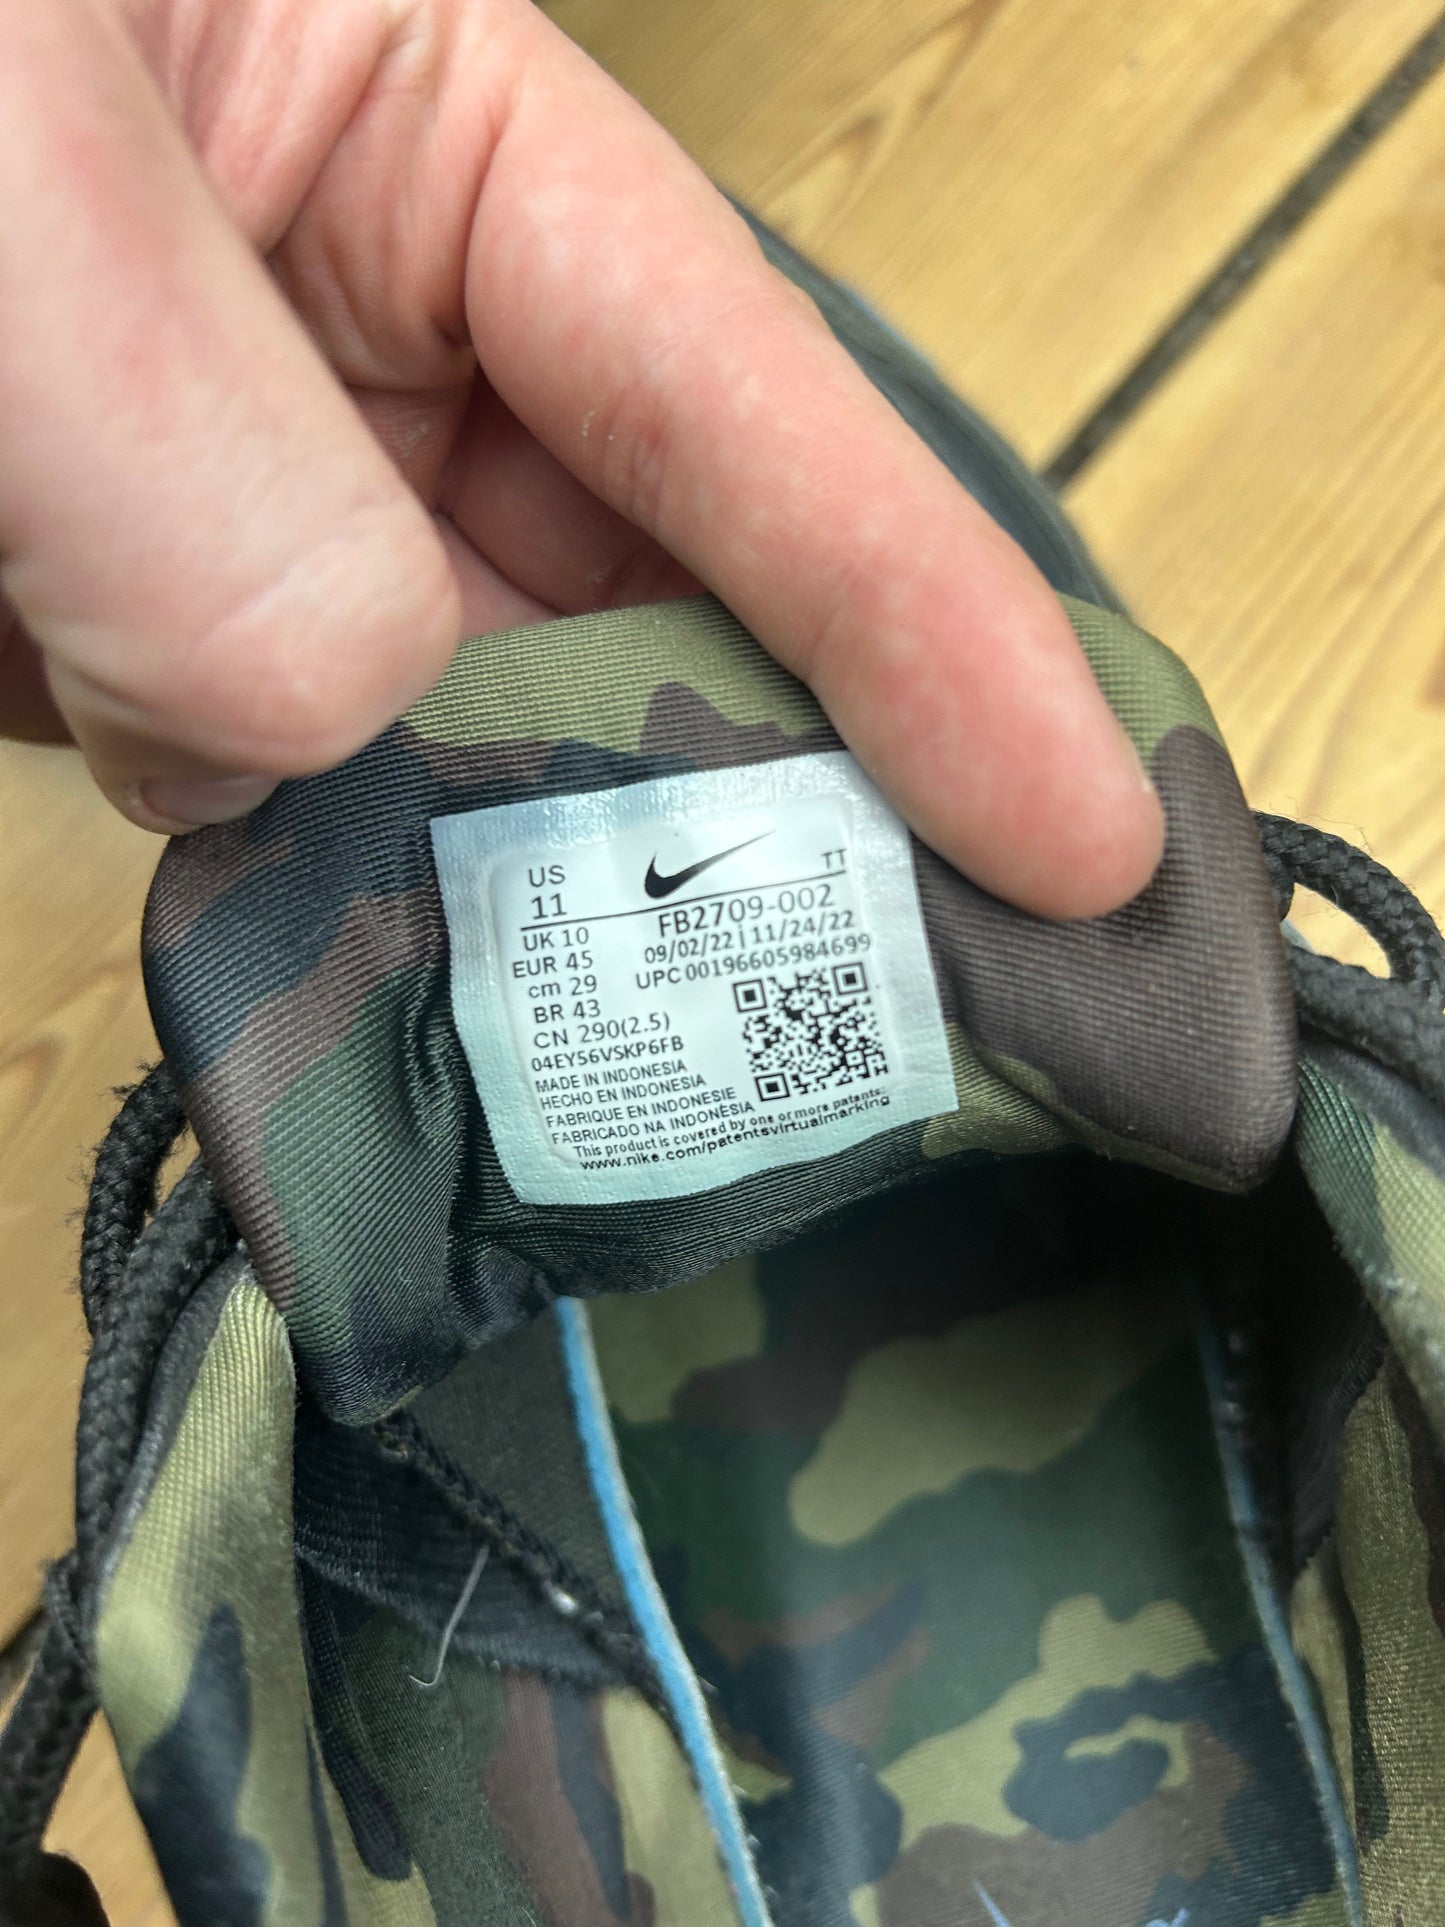 US
11
TT
UK 10
EUR 45
cm 29
BR 43
CN 290(2.5)
FB2709-002
09/02/22 | 11/24/22
UPC 00196605984699
04EY56VSKP6FB
MADE IN INDONESIA
HECHO EN INDONESIA
FABRIQUE EN INDONESIE
FABRICADO NA INDONÈSIA
This product is covered by one or more patents:
www.nike.com/patentsvirtualmarking